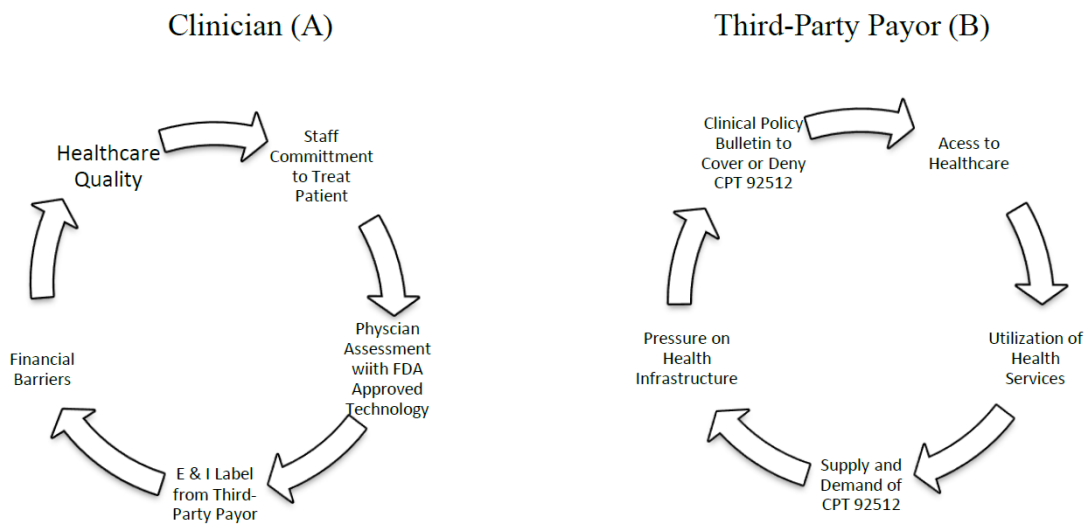 Clinician (A)
Healthcare
Quality
Staff
Committment
to Treat
Patient
Physcian
Assessment
wiith FDA
Approved
Technology
E & I Label
from Third-
Party Payor
Financial
Barriers
Third-Party Payor (B)
Clinical Policy
Bulletin to
Cover or Deny
CPT 92512
Acess to
Healthcare
Utilization of
Health
Services
Supply and
Demand of
CPT 92512
Pressure on
Health
Infrastructure